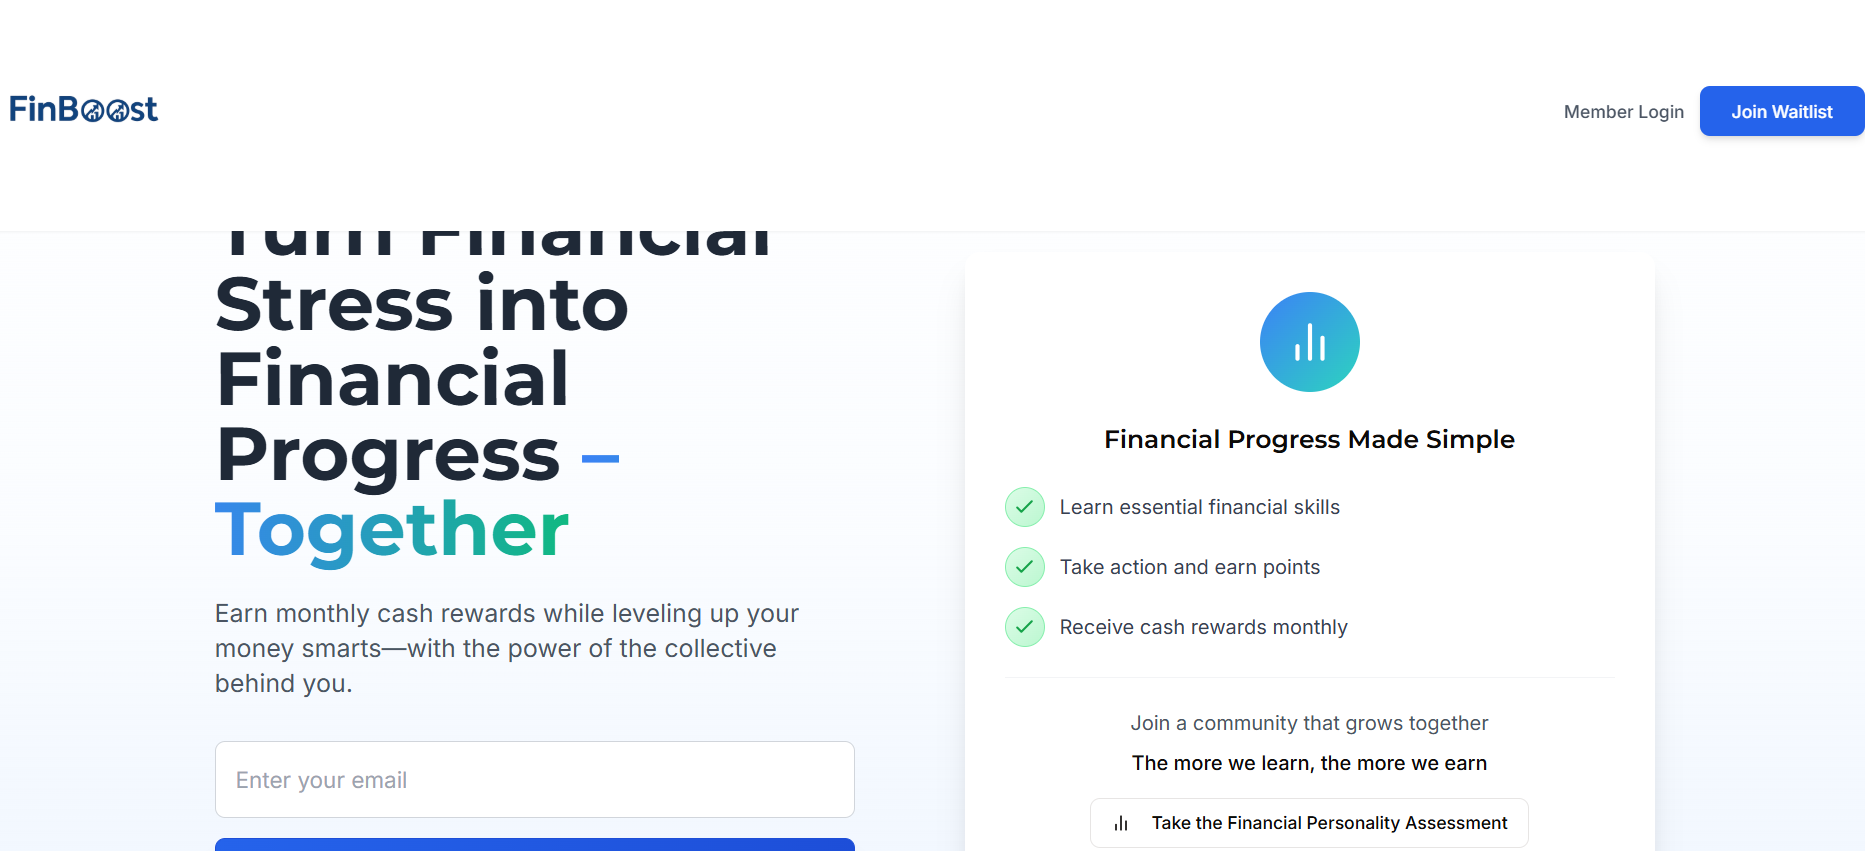 FinBoost
Member Login
Join Waitlist
Turn Financial
Stress into
Financial
Progress –
Together
Earn monthly cash rewards while leveling up your
money smarts—with the power of the collective
behind you.
Enter your email
Financial Progress Made Simple
Learn essential financial skills
Take action and earn points
Receive cash rewards monthly
Join a community that grows together
The more we learn, the more we earn
Take the Financial Personality Assessment